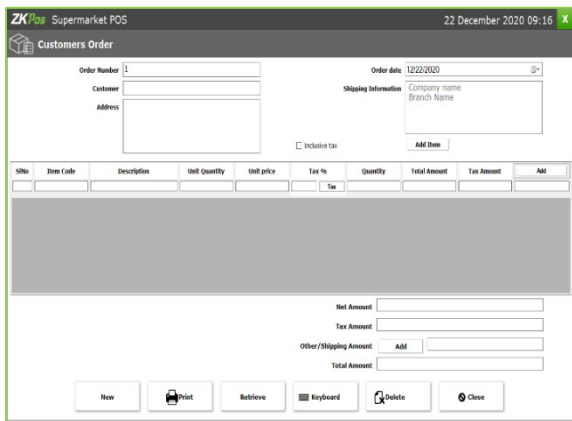 ZKPos Supermarket POS 22 December 2020 09:16 X
Customers Order
Order Number 1 Order date 12/22/2020
Customer Shipping Information Company name
Branch Name
Address
Inclusive tax Add Item
SlNo Item Code Description Unit Quantity Unit price Tax % Quantity Total Amount Tax Amount Add
Tax
Net Amount
Tax Amount
Other/Shipping Amount Add
Total Amount
New Print Retrieve Keyboard Delete Close